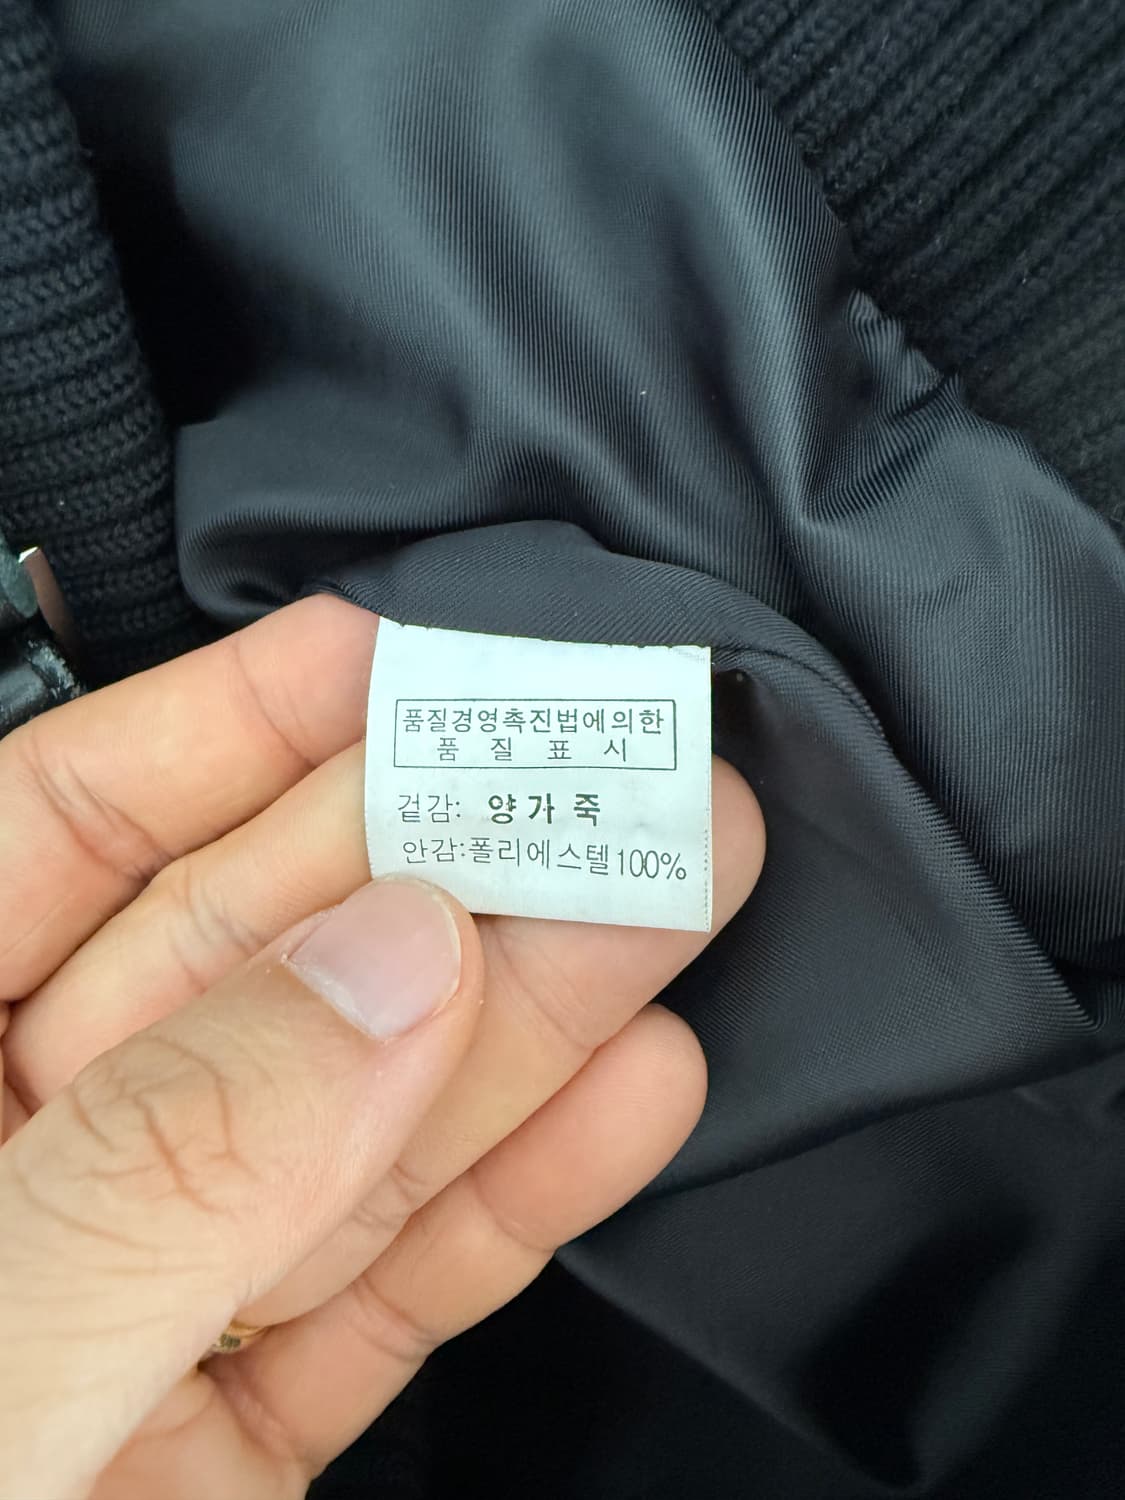 품질경영촉진법에의한
품 질 표 시
겉감: 양가죽
안감:폴리에스텔100%